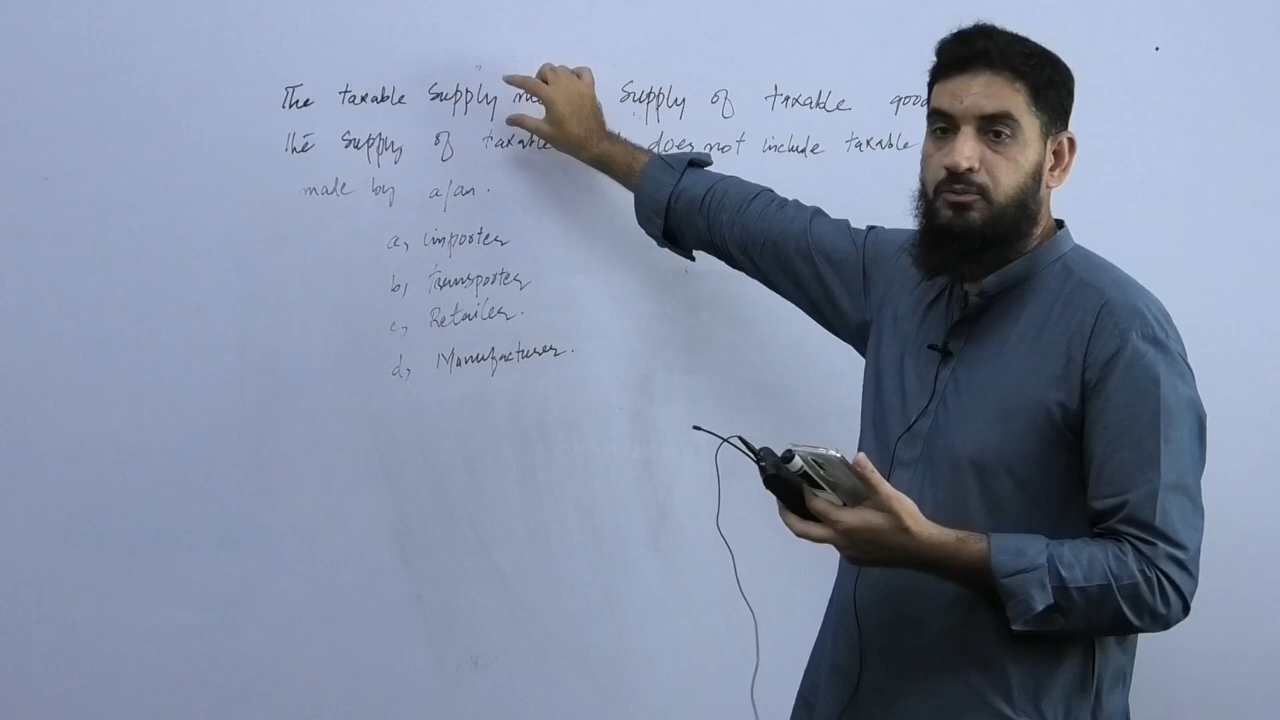 The taxable supply supply of taxable
The supply of taxable does not include taxable
made by a/an.
a, importer
b, transporter
c, Retailer.
d, Manufacturer.